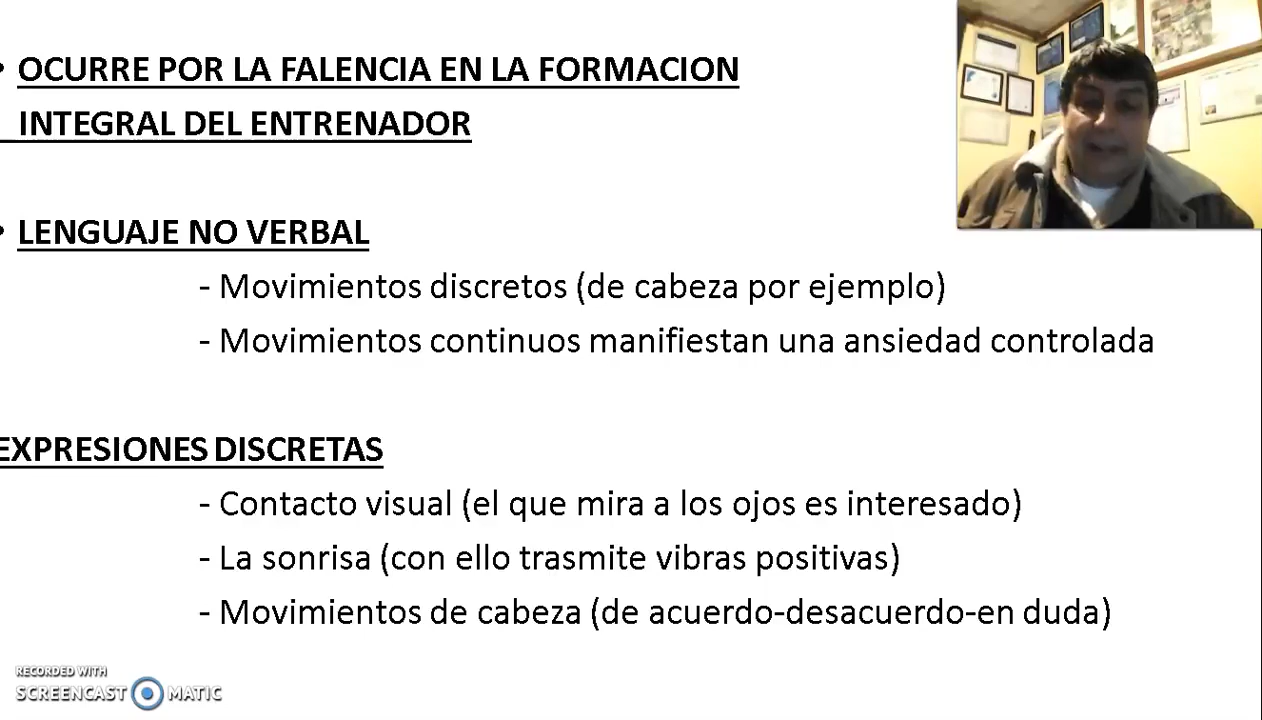 • OCURRE POR LA FALENCIA EN LA FORMACION
INTEGRAL DEL ENTRENADOR
• LENGUAJE NO VERBAL
- Movimientos discretos (de cabeza por ejemplo)
- Movimientos continuos manifiestan una ansiedad controlada
EXPRESIONES DISCRETAS
- Contacto visual (el que mira a los ojos es interesado)
- La sonrisa (con ello trasmite vibras positivas)
- Movimientos de cabeza (de acuerdo-desacuerdo-en duda)
RECORDED WITH
SCREENCAST MATIC